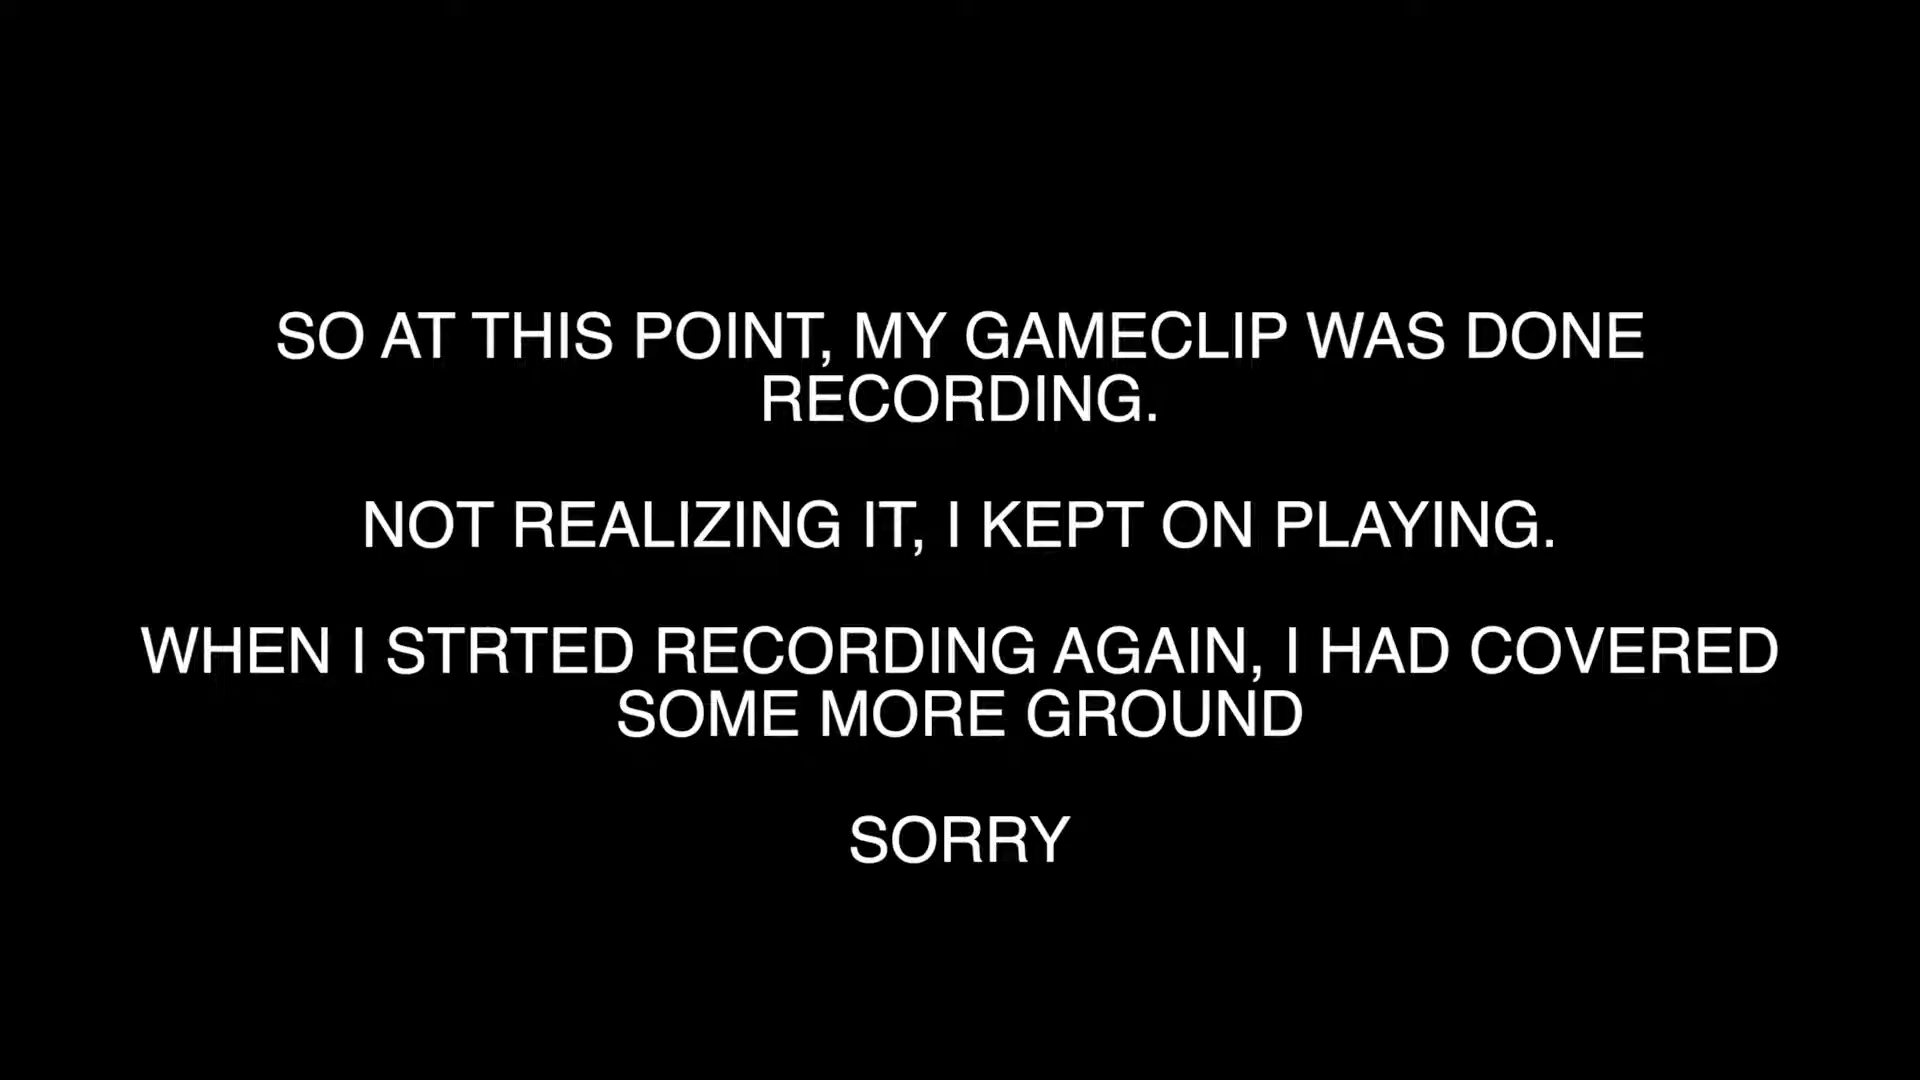 SO AT THIS POINT, MY GAMECLIP WAS DONE
RECORDING.
NOT REALIZING IT, I KEPT ON PLAYING.
WHEN I STRTED RECORDING AGAIN, I HAD COVERED
SOME MORE GROUND
SORRY